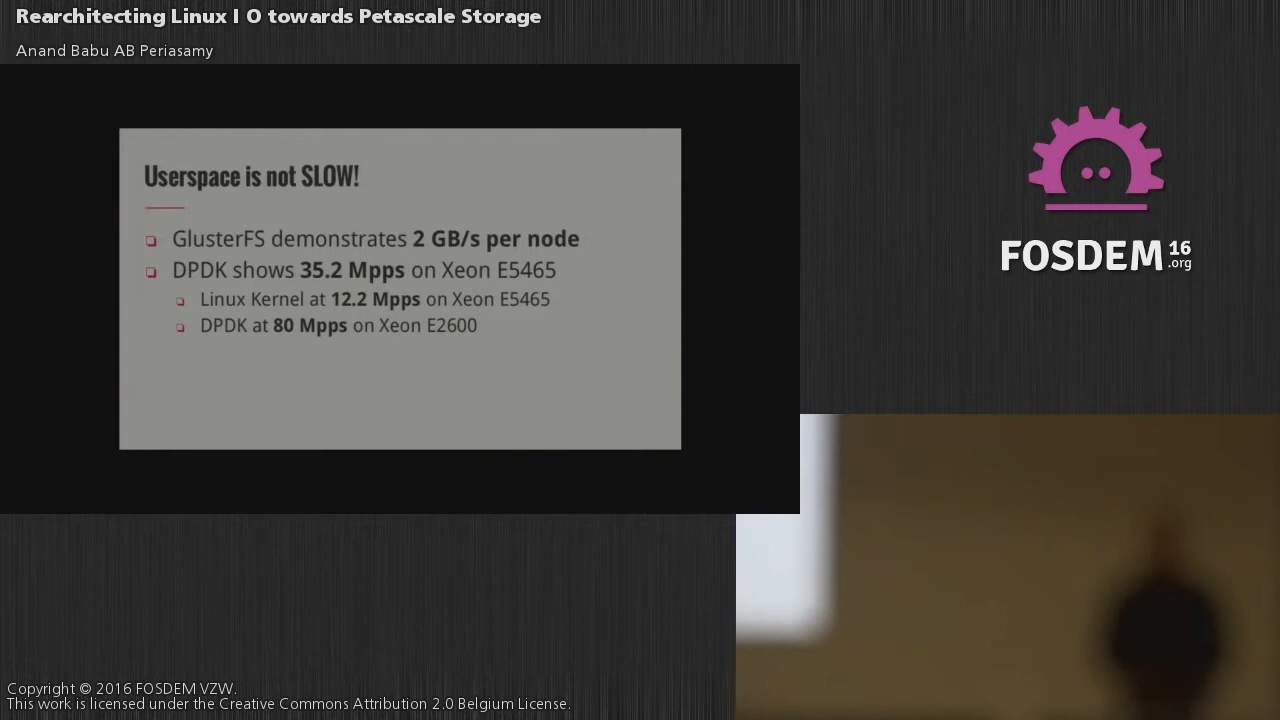 Rearchitecting Linux I O towards Petascale Storage
Anand Babu AB Periasamy
Userspace is not SLOW!
GlusterFS demonstrates 2 GB/s per node
DPDK shows 35.2 Mpps on Xeon E5465
Linux Kernel at 12.2 Mpps on Xeon E5465
DPDK at 80 Mpps on Xeon E2600
FOSDEM 16 .org
Copyright © 2016 FOSDEM VZW.
This work is licensed under the Creative Commons Attribution 2.0 Belgium License.